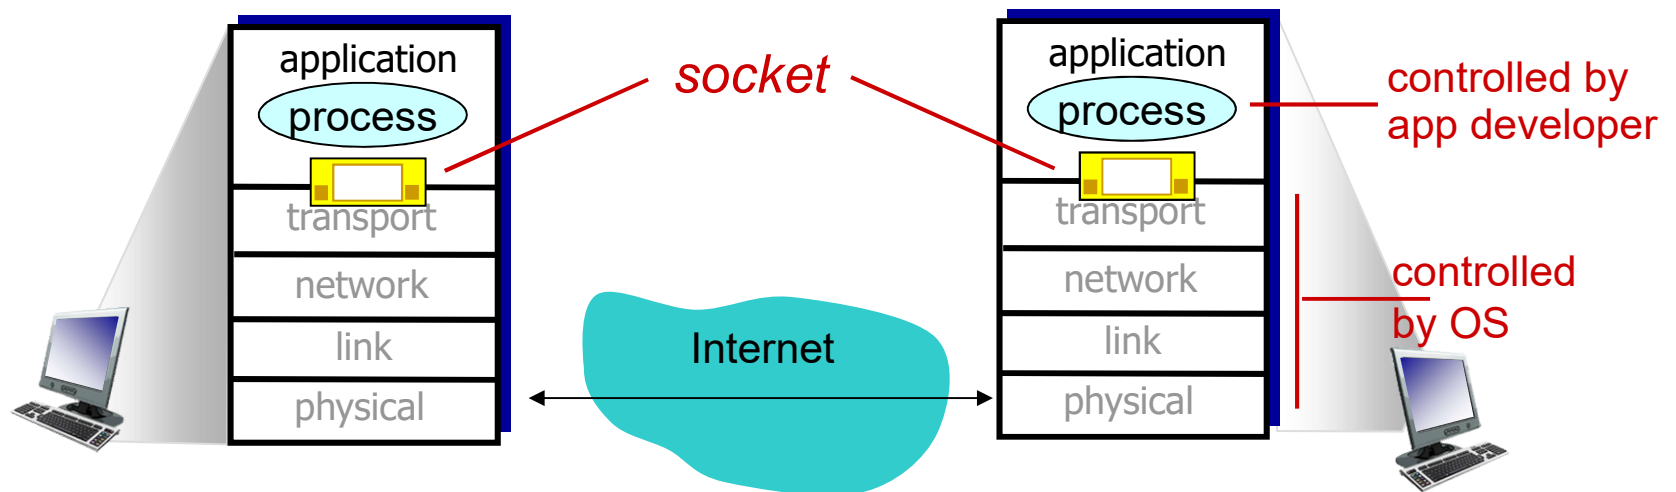 application
process
transport
network
link
physical
socket
Internet
application
process
transport
network
link
physical
controlled by
app developer
controlled
by OS